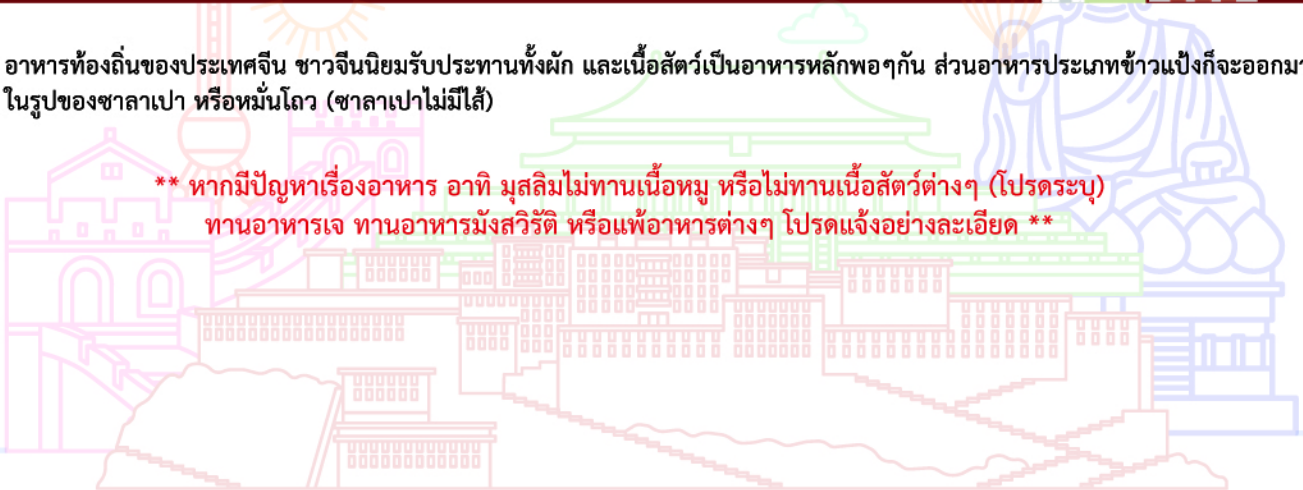 อาหารท้องถิ่นของประเทศจีน ชาวจีนนิยมรับประทานทั้งผัก และเนื้อสัตว์เป็นอาหารหลักพอๆกัน ส่วนอาหารประเภทข้าวแป้งก็จะออกมา
ในรูปของซาลาเปา หรือหมั่นโถว (ซาลาเปาไม่มีไส้)
** หากมีปัญหาเรื่องอาหาร อาทิ มุสลิมไม่ทานเนื้อหมู หรือไม่ทานเนื้อสัตว์ต่างๆ (โปรดระบุ)
ทานอาหารเจ ทานอาหารมังสวิรัติ หรือแพ้อาหารต่างๆ โปรดแจ้งอย่างละเอียด **